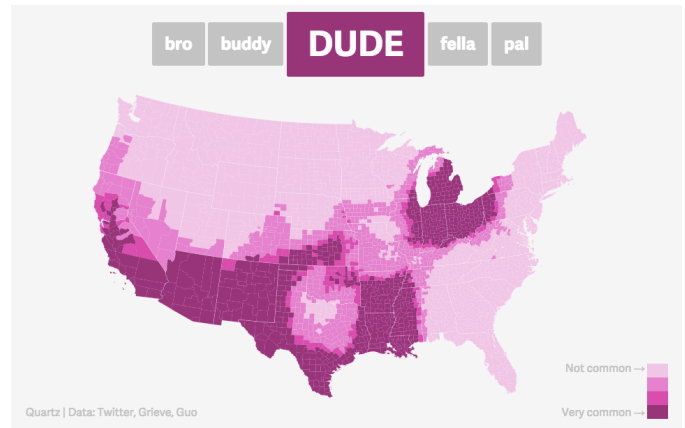 bro buddy DUDE fella pal
Not common →
Very common →
Quartz | Data: Twitter, Grieve, Guo